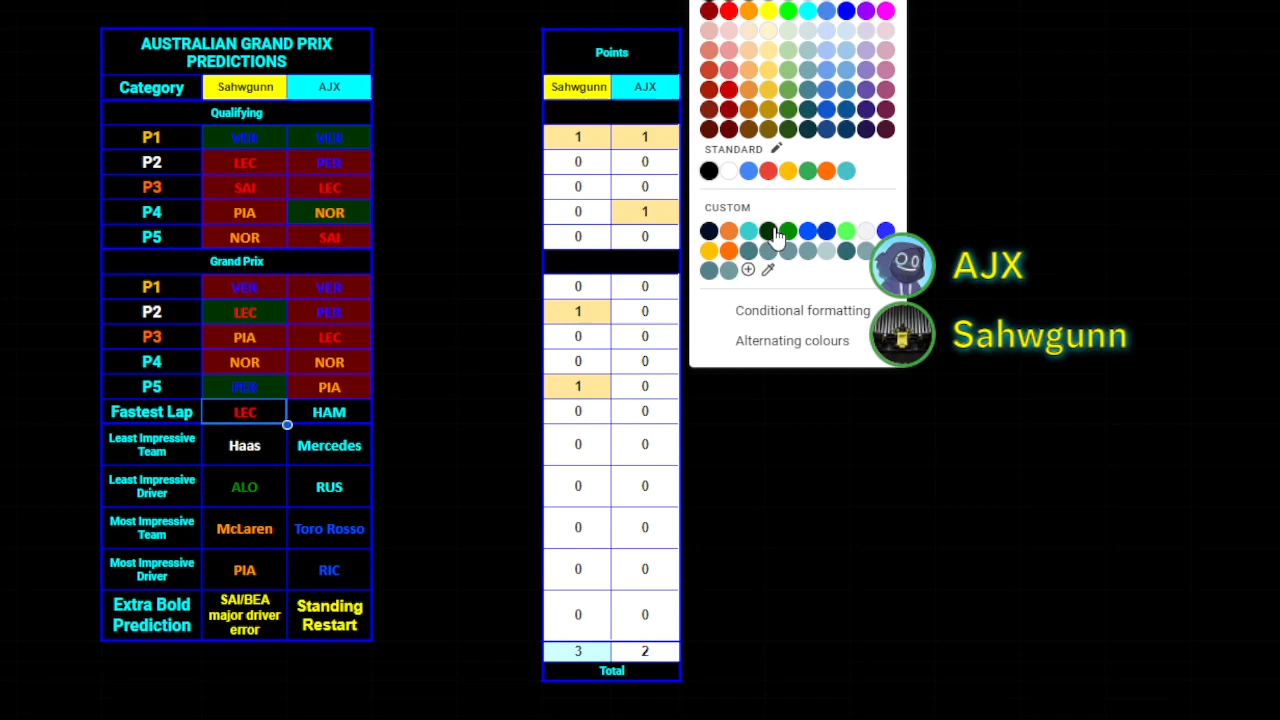 AUSTRALIAN GRAND PRIX
PREDICTIONS
Category Sahwgunn AJX
Qualifying
P1 VER VER
P2 LEC PER
P3 SAI LEC
P4 PIA NOR
P5 NOR SAI
Grand Prix
P1 VER VER
P2 LEC PER
P3 PIA LEC
P4 NOR NOR
P5 PER PIA
Fastest Lap LEC HAM
Least Impressive
Team
Haas Mercedes
Least Impressive
Driver
ALO RUS
Most Impressive
Team
McLaren Toro Rosso
Most Impressive
Driver
PIA RIC
Extra Bold
Prediction
SAI/BEA
major driver
error
Standing
Restart
Points
Sahwgunn AJX
1 1
0 0
0 0
0 1
0 0
0 0
1 0
0 0
0 0
1 0
0 0
0 0
0 0
0 0
0 0
0 0
3 2
Total
STANDARD
CUSTOM
Conditional formatting
Alternating colours
AJX
Sahwgunn